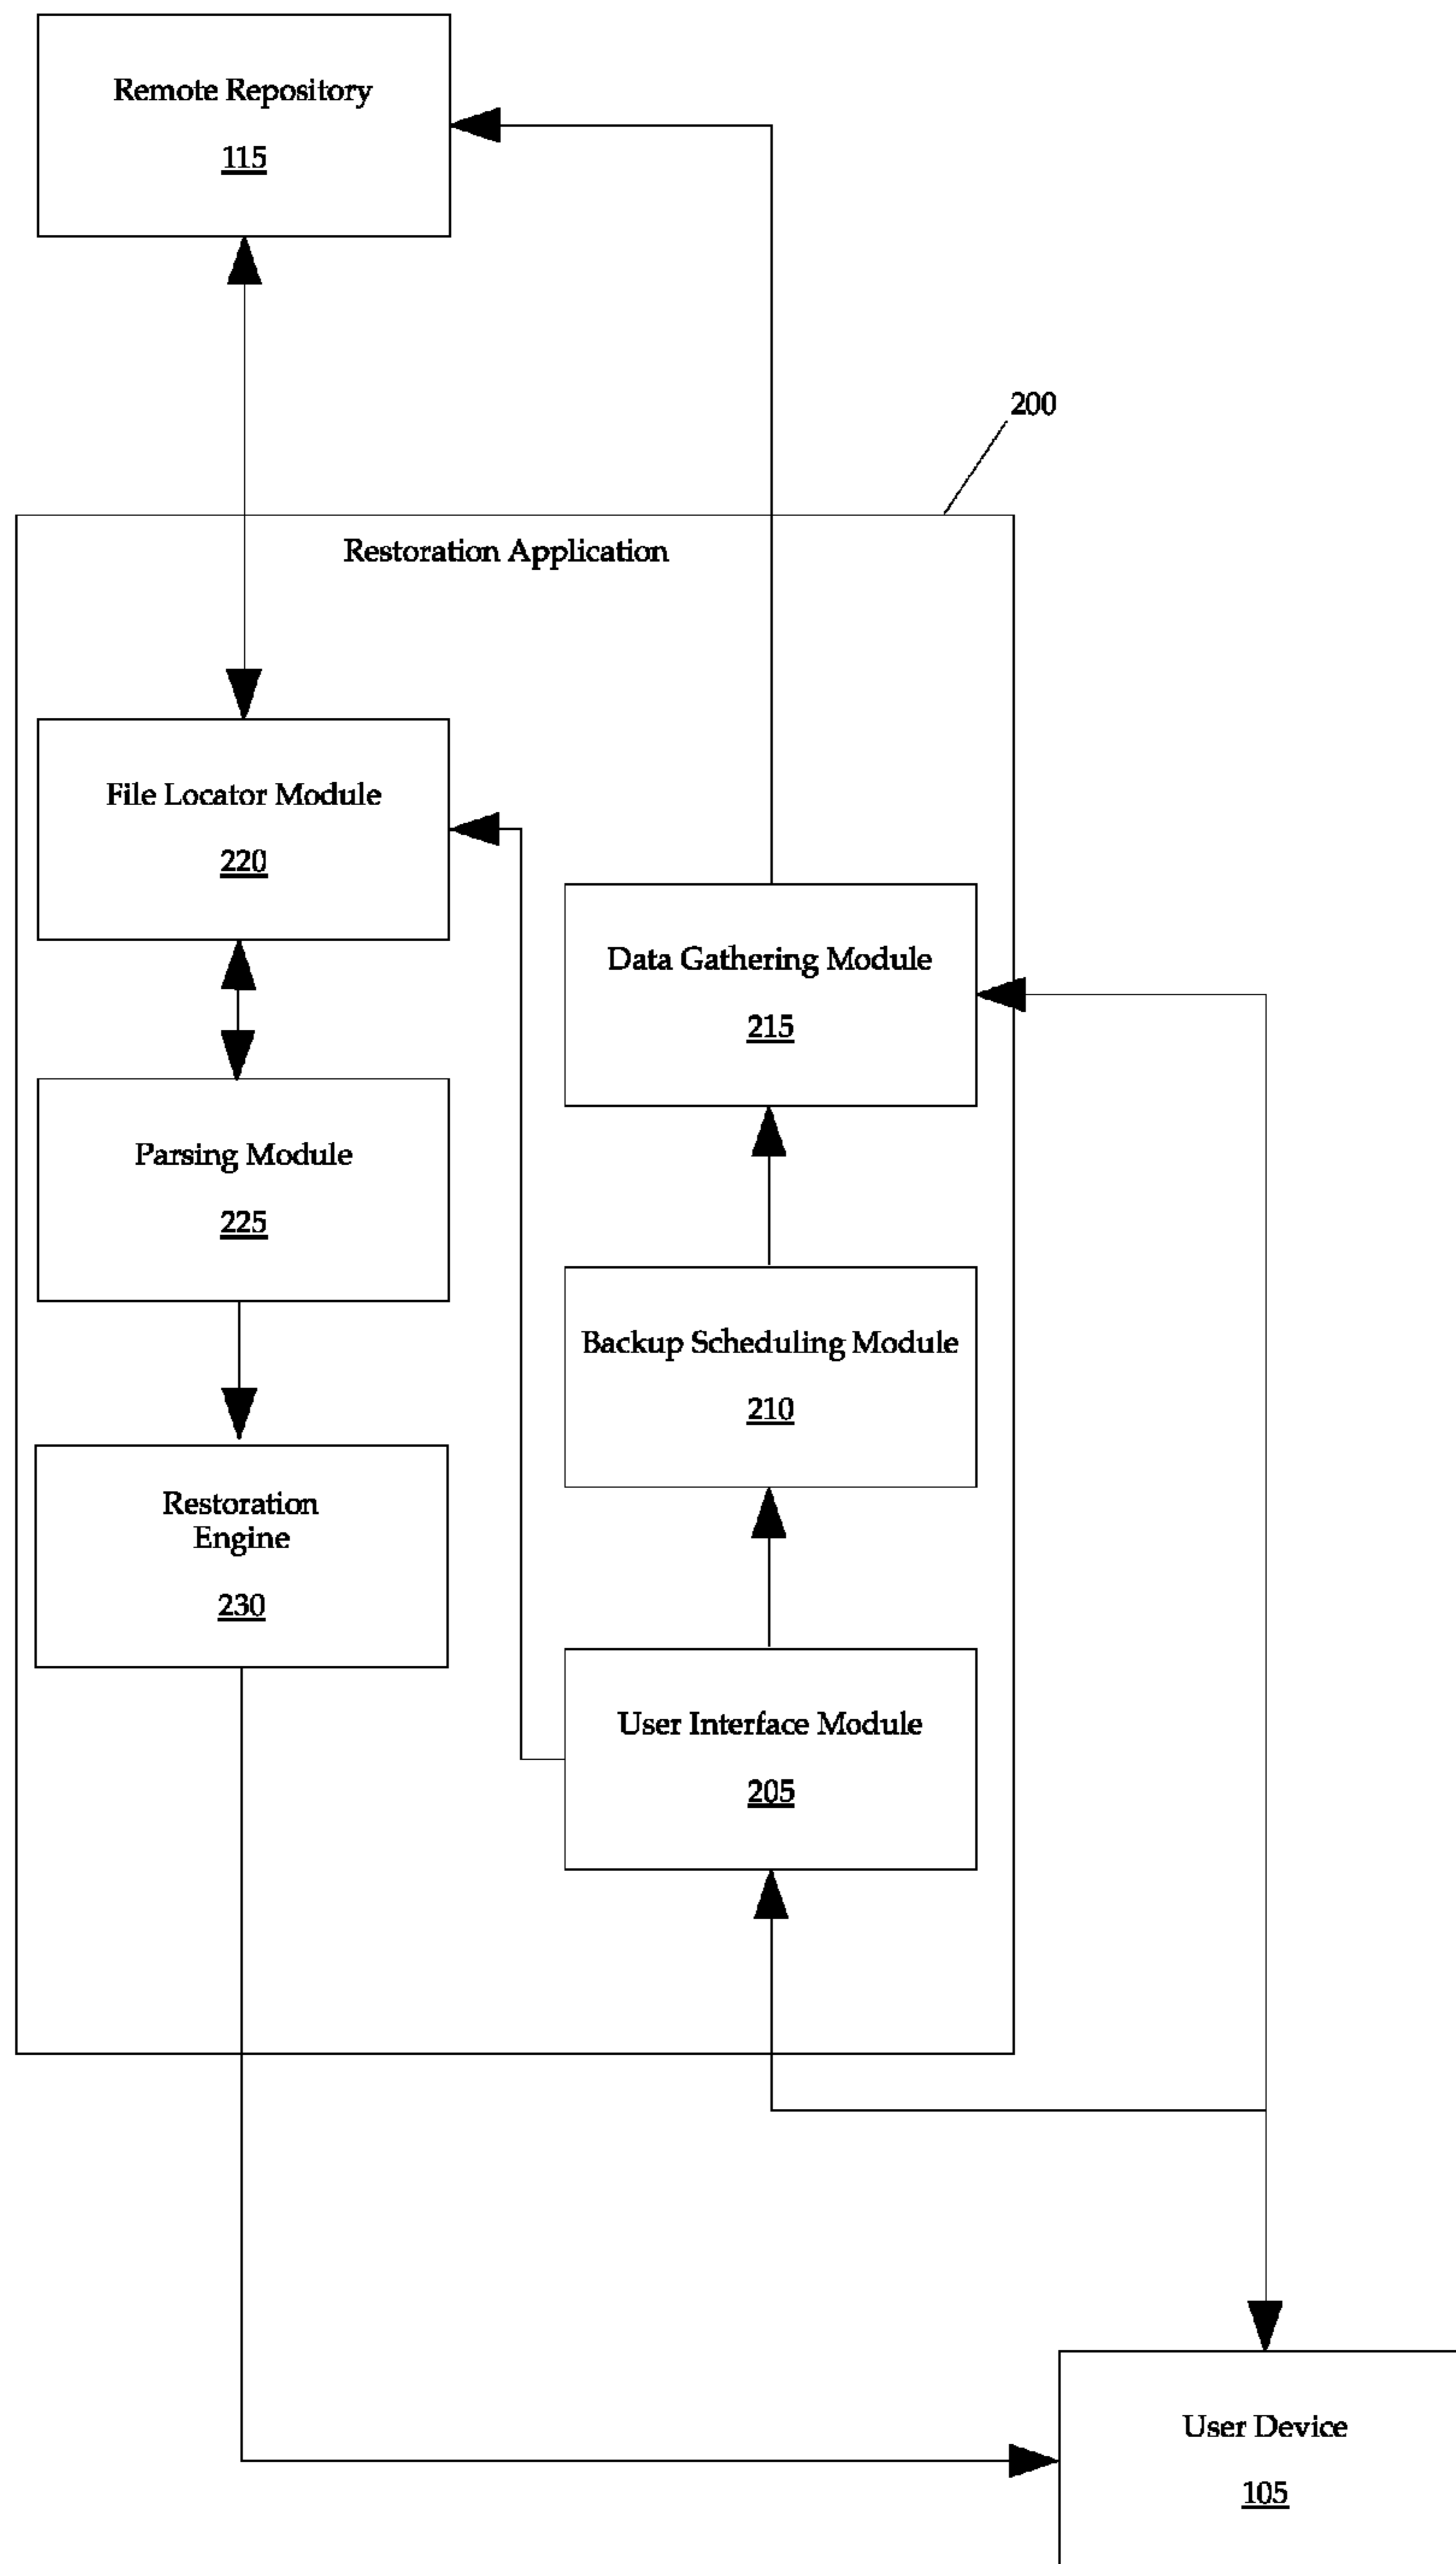 Remote Repository
115
200
Restoration Application
File Locator Module
220
Data Gathering Module
215
Parsing Module
225
Backup Scheduling Module
210
Restoration
Engine
230
User Interface Module
205
User Device
105